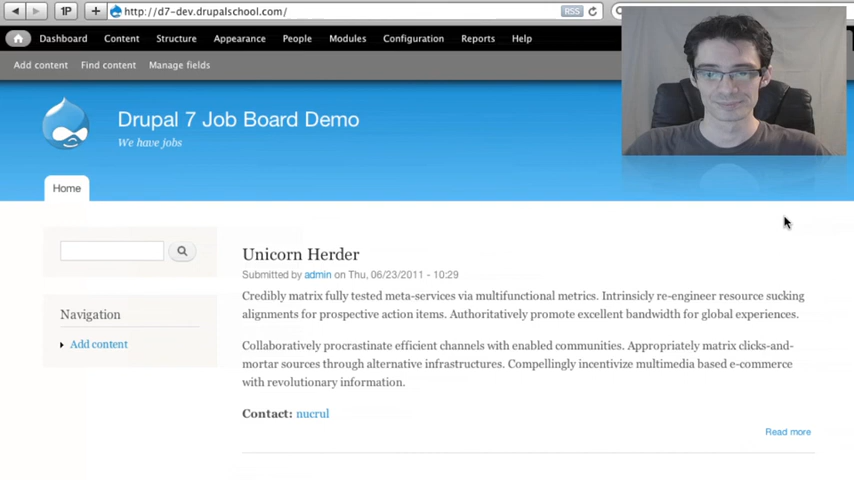 1P
+
http://d7-dev.drupalschool.com/
RSS
Dashboard Content Structure Appearance People Modules Configuration Reports Help
Add content Find content Manage fields
Drupal 7 Job Board Demo
We have jobs
Home
Unicorn Herder
Submitted by admin on Thu, 06/23/2011 - 10:29
Credibly matrix fully tested meta-services via multifunctional metrics. Intrinsicly re-engineer resource sucking
alignments for prospective action items. Authoritatively promote excellent bandwidth for global experiences.
Navigation
Add content
Collaboratively procrastinate efficient channels with enabled communities. Appropriately matrix clicks-and-
mortar sources through alternative infrastructures. Compellingly incentivize multimedia based e-commerce
with revolutionary information.
Contact: nucrul
Read more